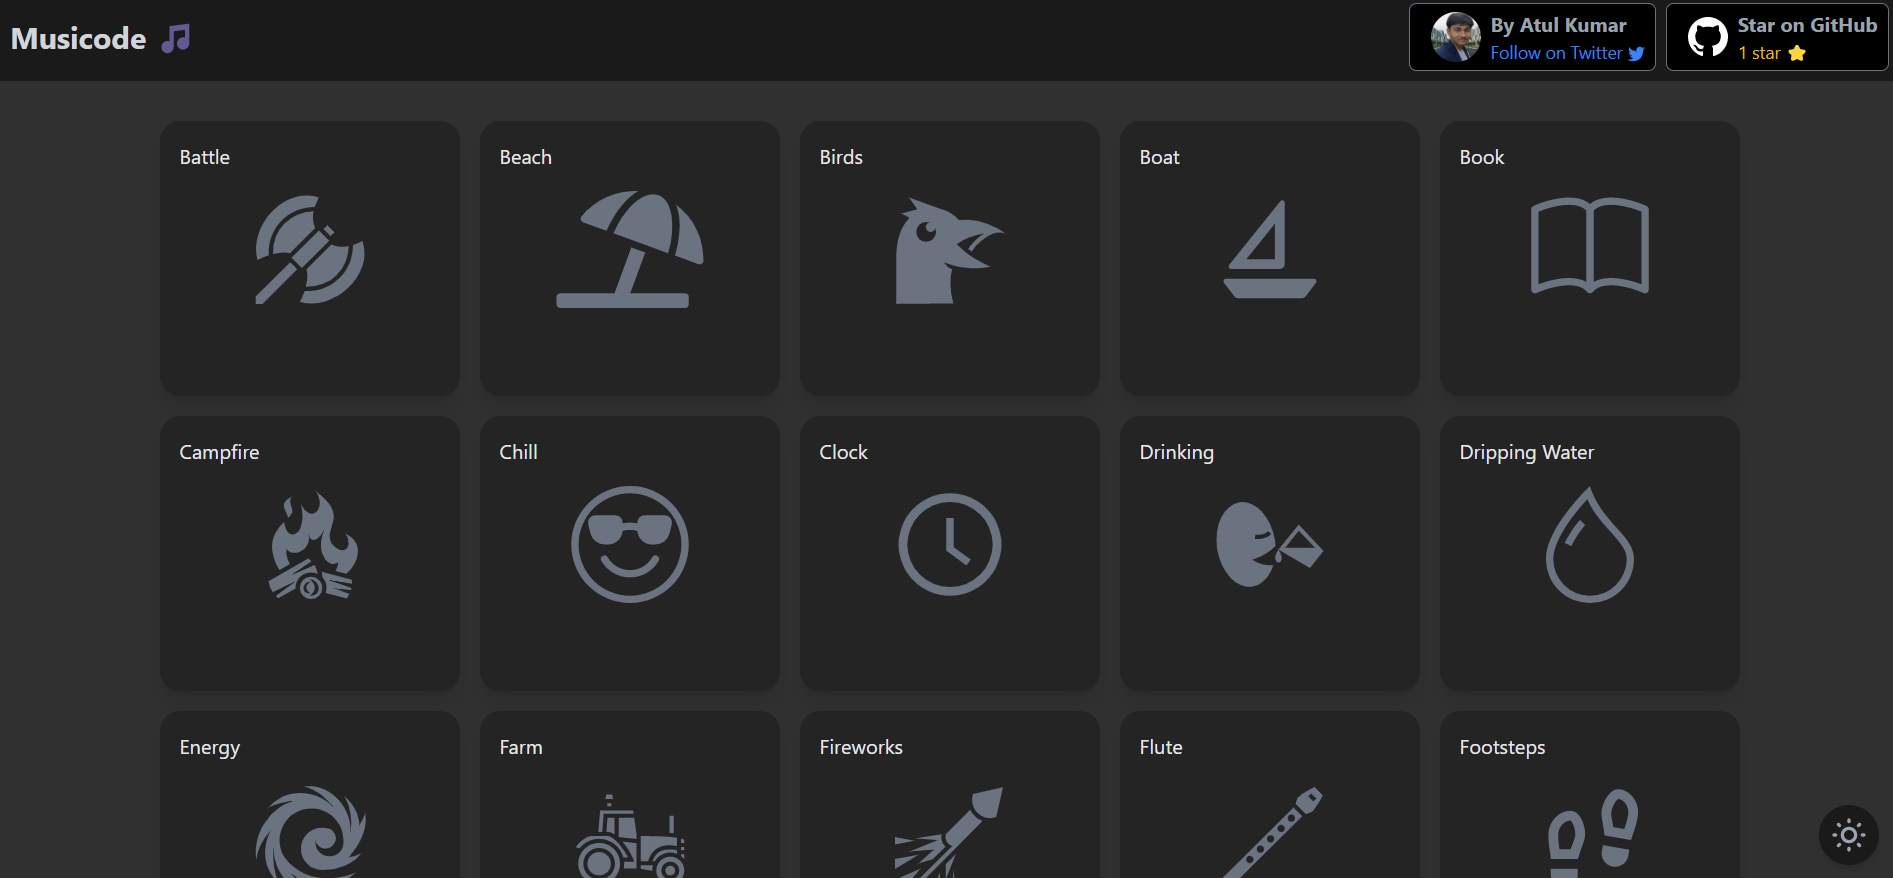 Musicode
By Atul Kumar
Follow on Twitter
Star on GitHub
1 star
Battle
Beach
Birds
Boat
Book
Campfire
Chill
Clock
Drinking
Dripping Water
Energy
Farm
Fireworks
Flute
Footsteps